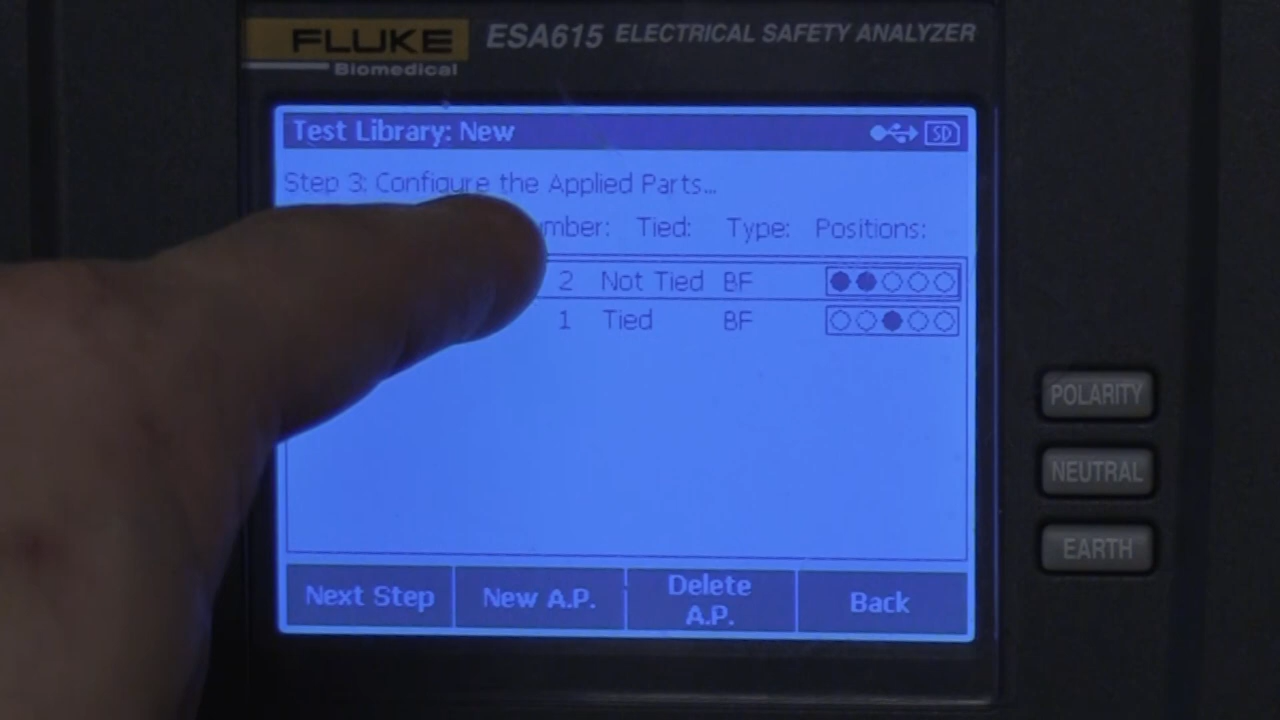 FLUKE
Biomedical
ESA615 ELECTRICAL SAFETY ANALYZER
Test Library: New
SD
Step 3: Configure the Applied Parts...
Tied: Type: Positions:
2 Not Tied BF
1 Tied BF
Next Step
New A.P.
Delete
A.P.
Back
POLARITY
NEUTRAL
EARTH